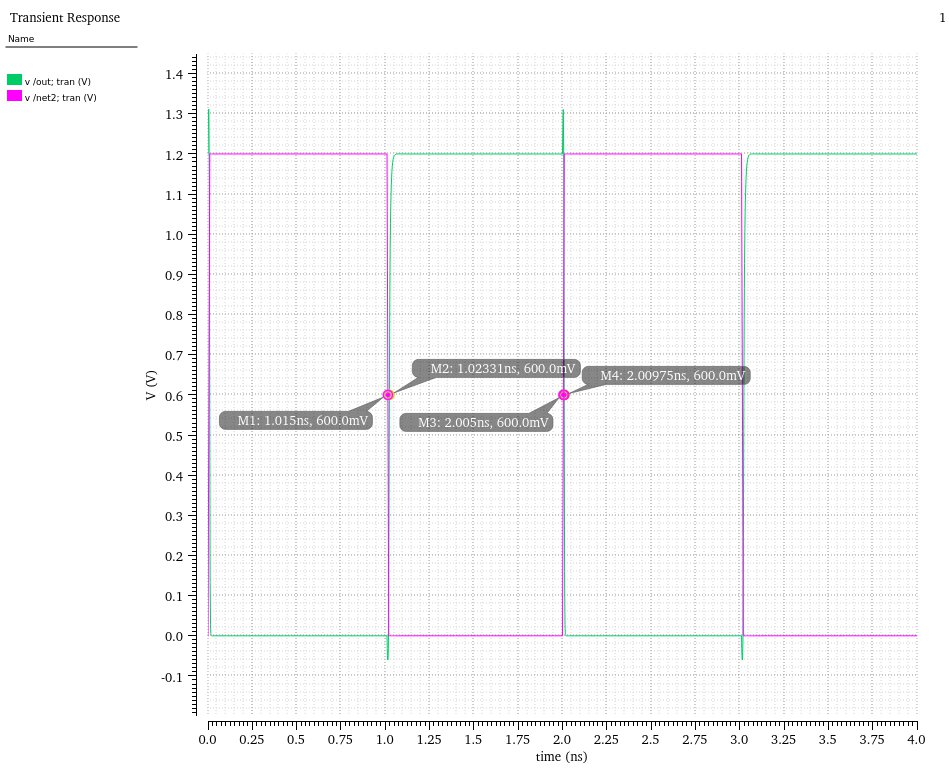 Transient Response
1
Name
v /out; tran (V)
v /net2; tran (V)
1.4
1.3
1.2
1.1
1.0
0.9
0.8
0.7
0.6
0.5
0.4
0.3
0.2
0.1
0.0
-0.1
V (V)
M2: 1.02331ns, 600.0mV
M4: 2.00975ns, 600.0mV
M1: 1.015ns, 600.0mV
M3: 2.005ns, 600.0mV
0.0 0.25 0.5 0.75 1.0 1.25 1.5 1.75 2.0 2.25 2.5 2.75 3.0 3.25 3.5 3.75 4.0
time (ns)